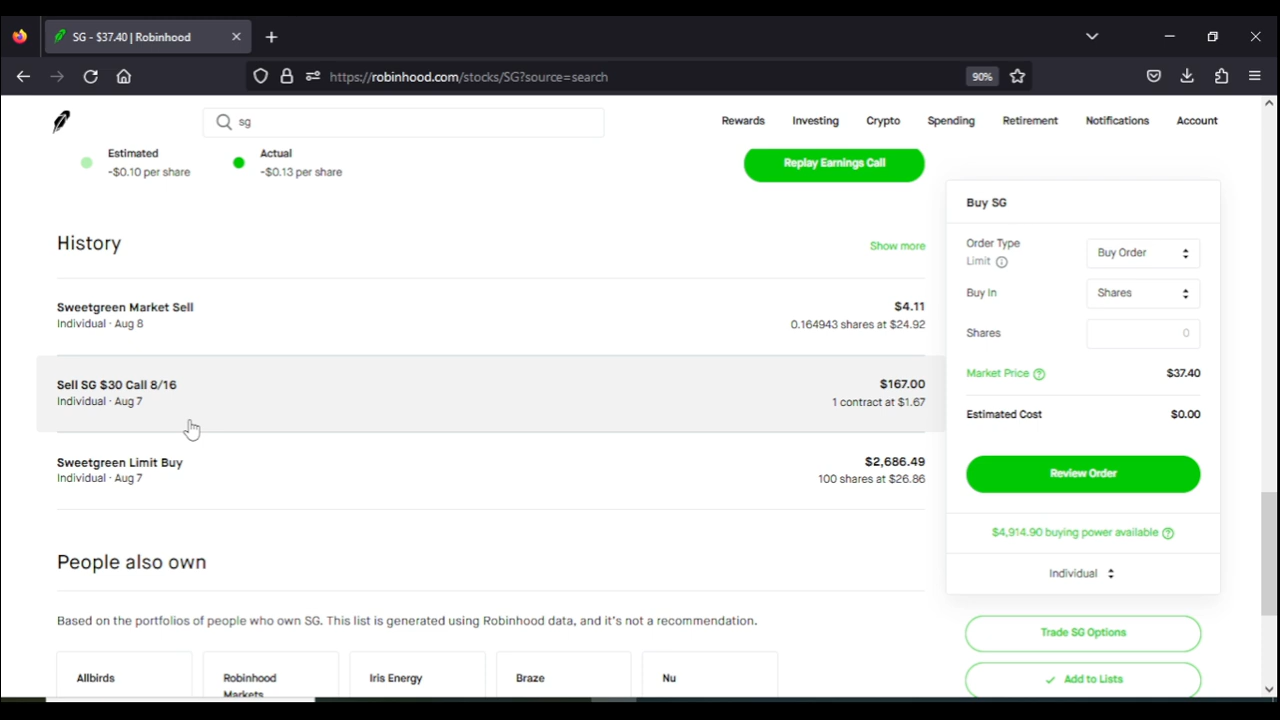 SG - $37.40 | Robinhood
https://robinhood.com/stocks/SG?source=search
90%
sg
Rewards
Investing
Crypto
Spending
Retirement
Notifications
Account
Estimated
-$0.10 per share
Actual
-$0.13 per share
Replay Earnings Call
History
Show more
Sweetgreen Market Sell
$4.11
Individual · Aug 8
0.164943 shares at $24.92
Sell SG $30 Call 8/16
$167.00
Individual · Aug 7
1 contract at $1.67
Sweetgreen Limit Buy
$2,686.49
Individual · Aug 7
100 shares at $26.86
People also own
Based on the portfolios of people who own SG. This list is generated using Robinhood data, and it's not a recommendation.
Allbirds
Robinhood
Markets
Iris Energy
Braze
Nu
Buy SG
Order Type
Limit
Buy Order
Buy In
Shares
Shares
0
Market Price
$37.40
Estimated Cost
$0.00
Review Order
$4,914.90 buying power available
Individual
Trade SG Options
Add to Lists